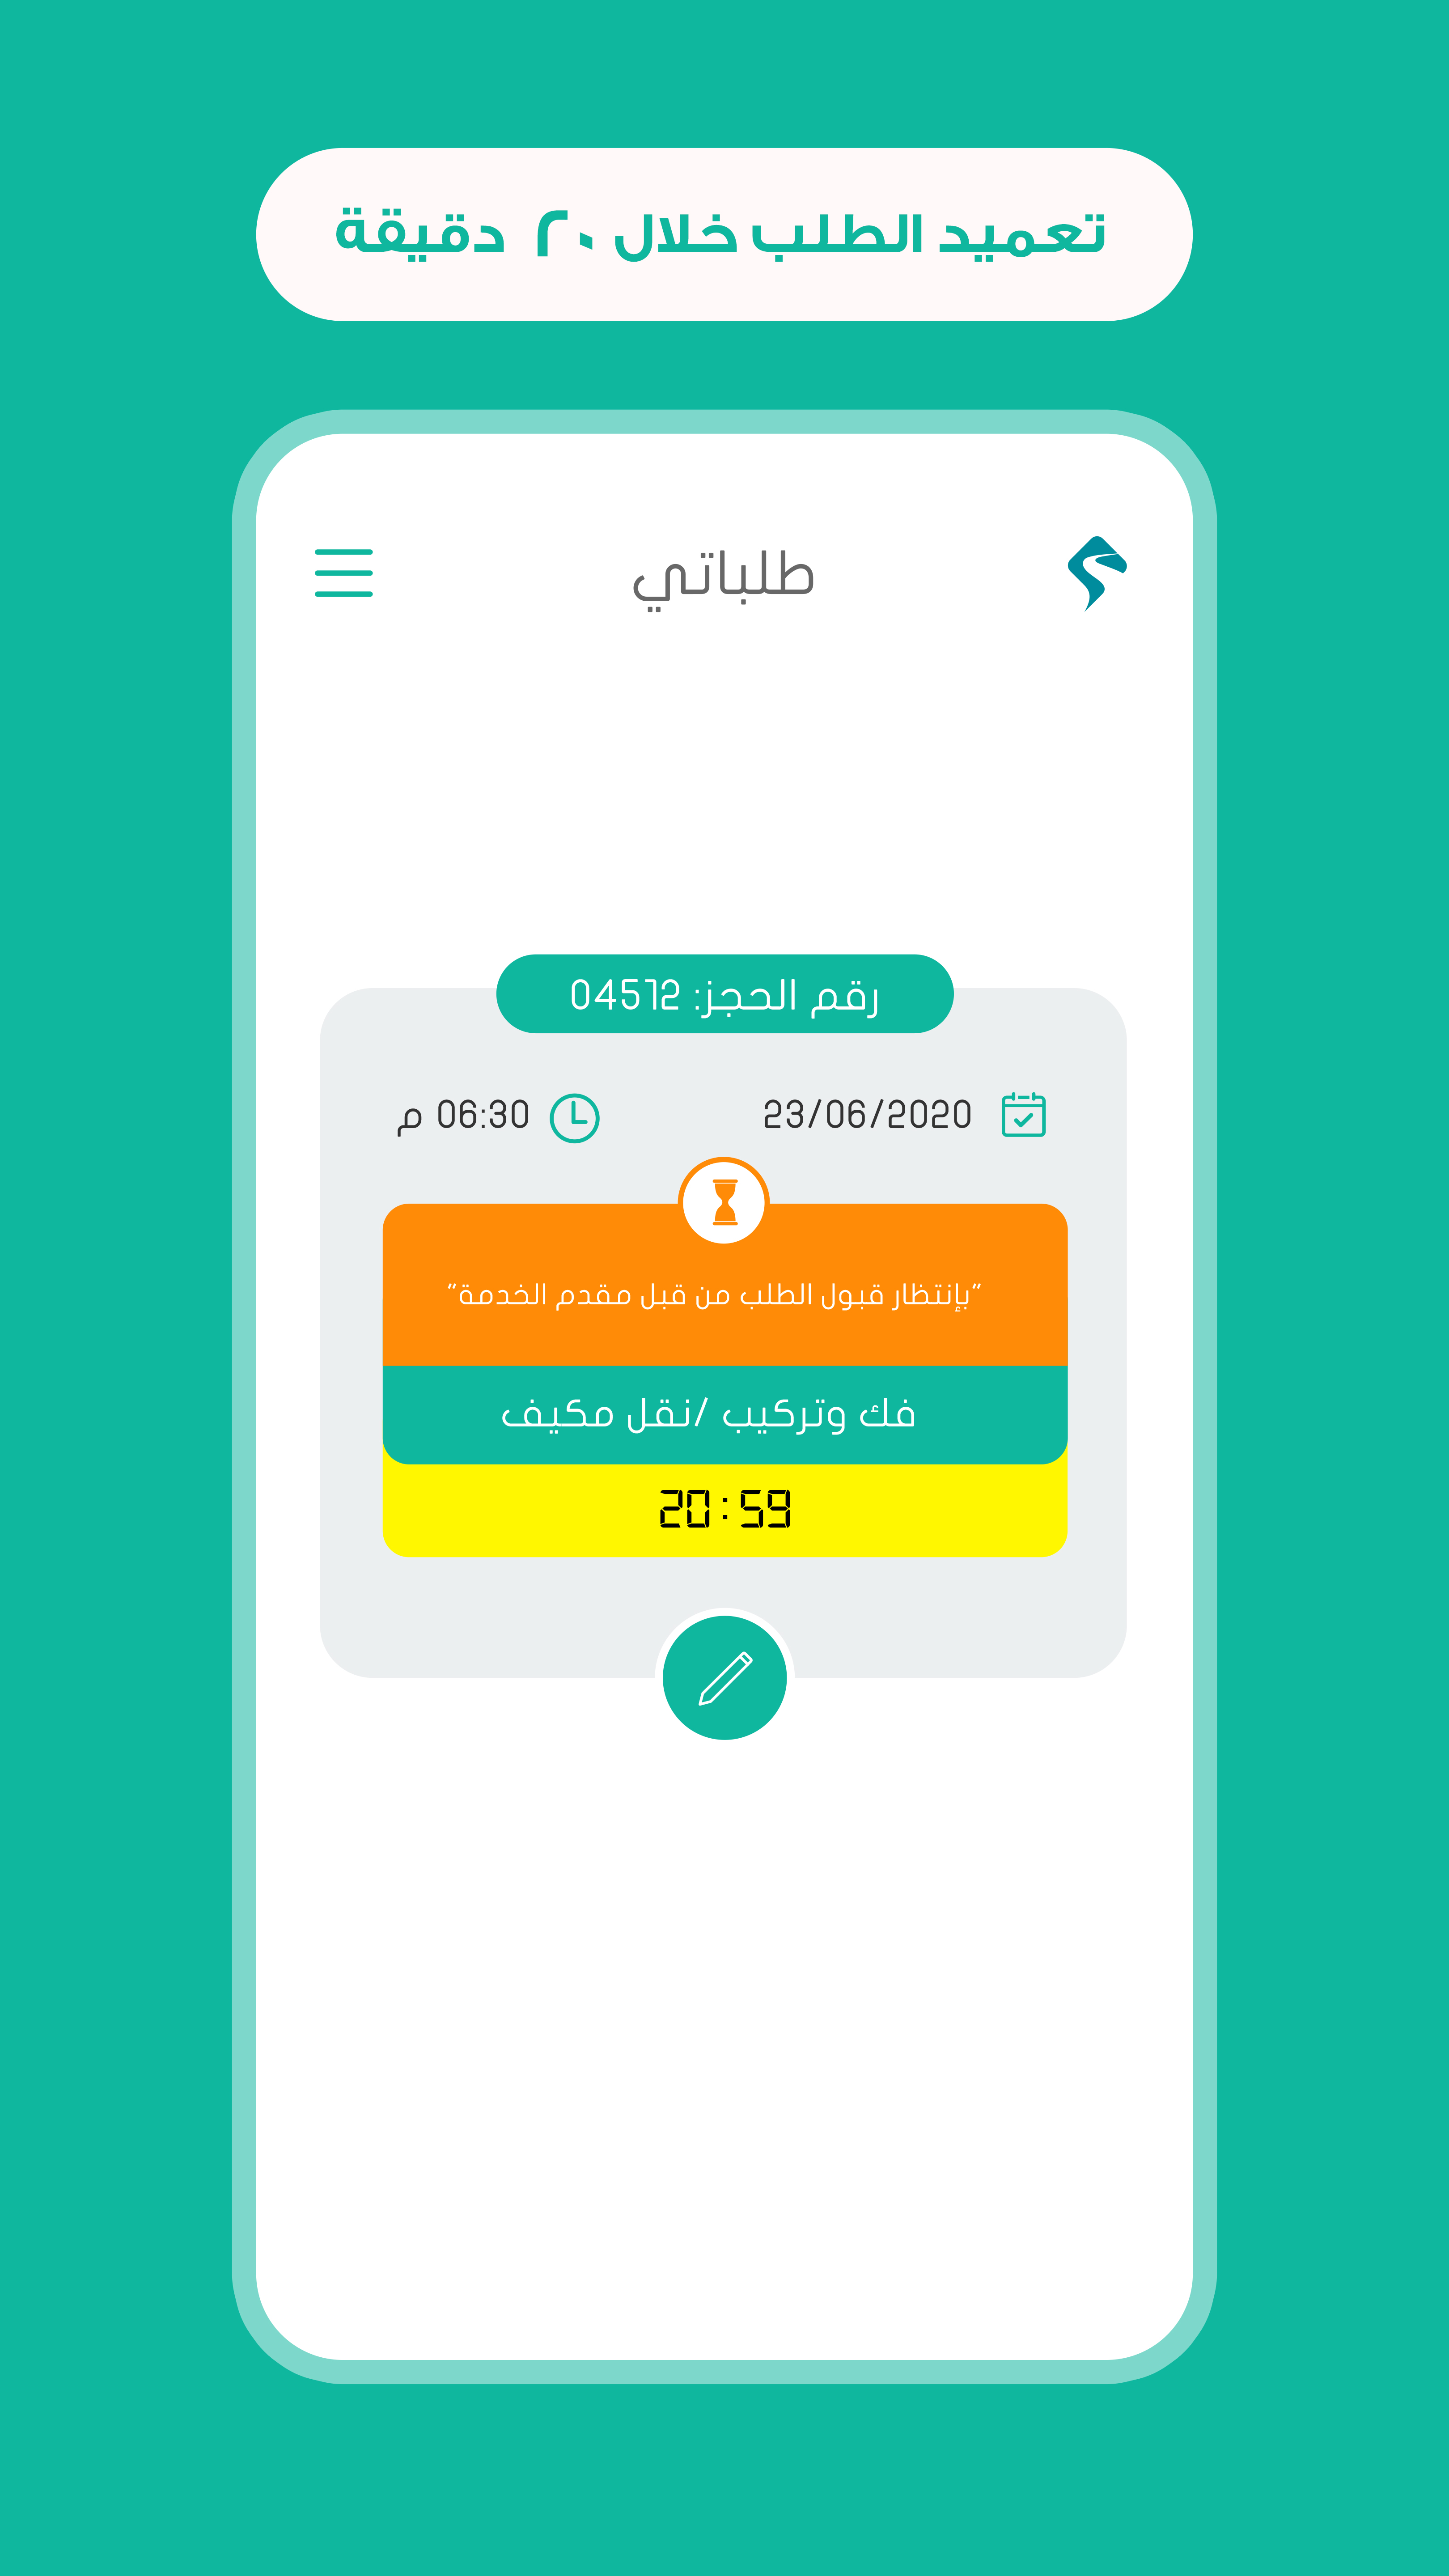 تعميد الطلب خلال ٢٠ دقيقة
طلباتي
رقم الحجز: 04512
23/06/2020
06:30 م
"بإنتظار قبول الطلب من قبل مقدم الخدمة"
فك وتركيب /نقل مكيف
20:59